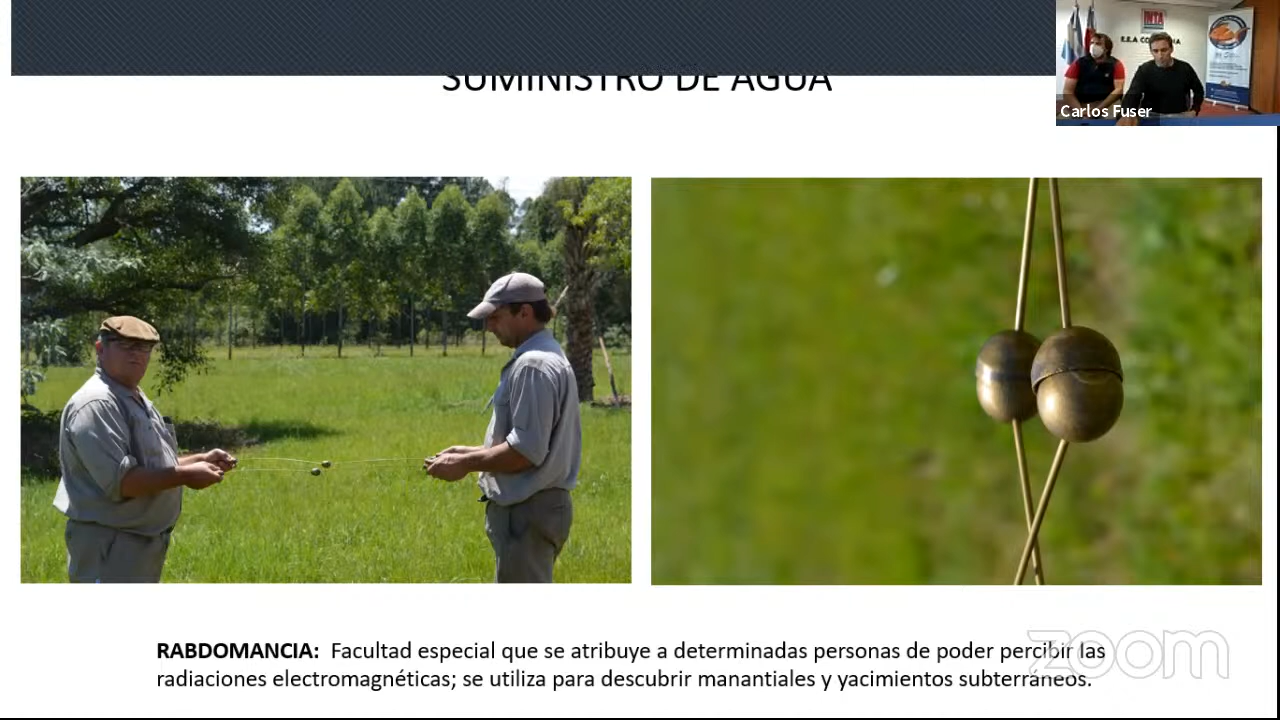 SUMINISTRO DE AGUA
INTA
Carlos Fuser
RABDOMANCIA: Facultad especial que se atribuye a determinadas personas de poder percibir las
radiaciones electromagnéticas; se utiliza para descubrir manantiales y yacimientos subterráneos.
zoom